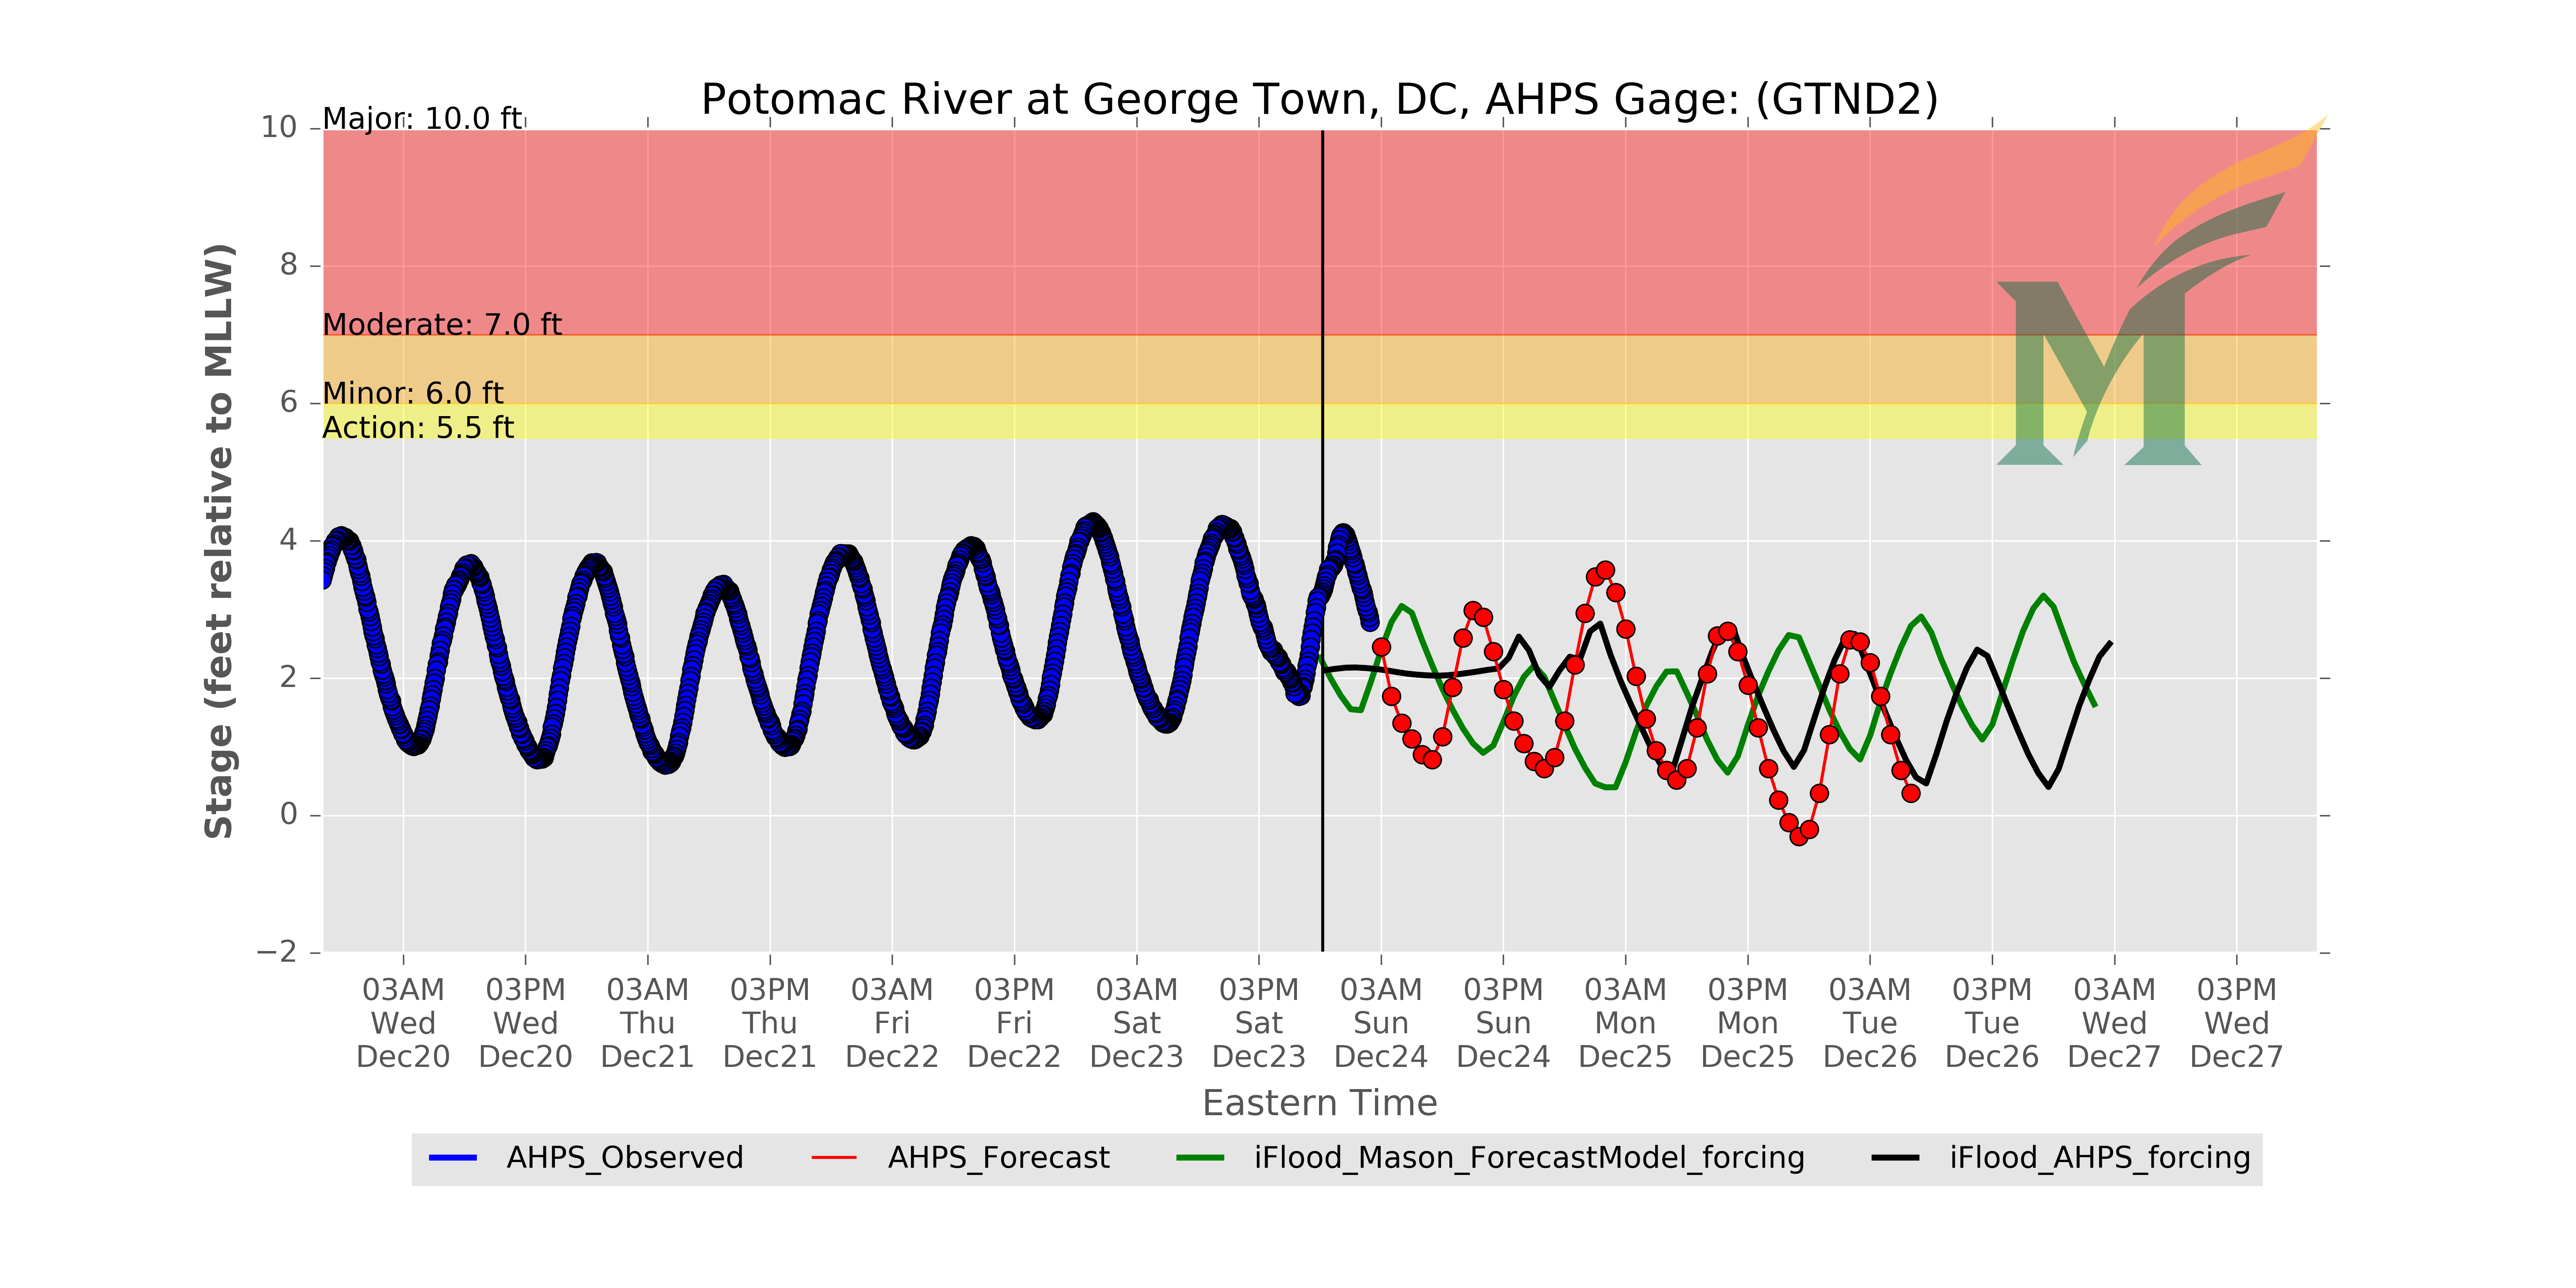 Potomac River at George Town, DC, AHPS Gage: (GTND2)
Major: 10.0 ft
Moderate: 7.0 ft
Minor: 6.0 ft
Action: 5.5 ft
Stage (feet relative to MLLW)
10
8
6
4
2
0
−2
M
03AM 03PM 03AM 03PM 03AM 03PM 03AM 03PM 03AM 03PM 03AM 03PM 03AM 03PM 03AM 03PM
Wed Wed Thu Thu Fri Fri Sat Sat Sun Sun Mon Mon Tue Tue Wed Wed
Dec20 Dec20 Dec21 Dec21 Dec22 Dec22 Dec23 Dec23 Dec24 Dec24 Dec25 Dec25 Dec26 Dec26 Dec27 Dec27
Eastern Time
AHPS_Observed AHPS_Forecast iFlood_Mason_ForecastModel_forcing iFlood_AHPS_forcing